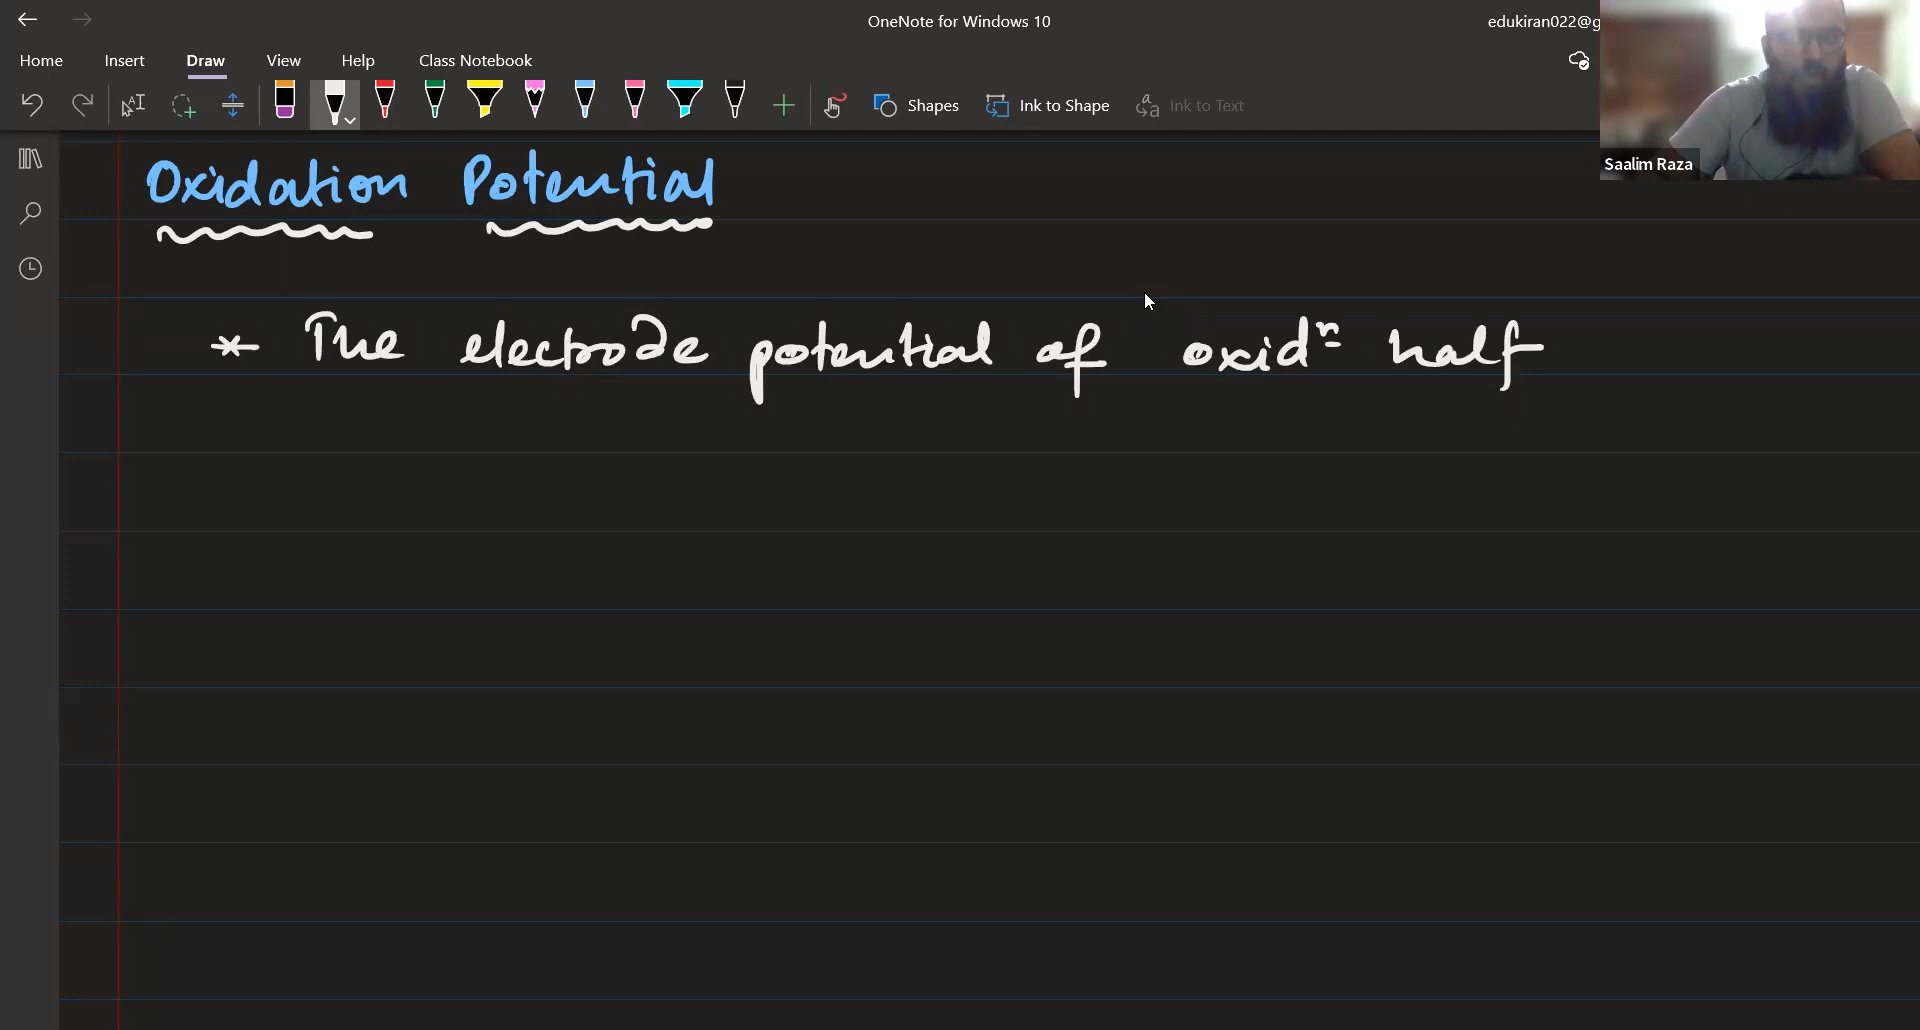 OneNote for Windows 10
edukiran022@g
Home Insert Draw View Help Class Notebook
Shapes Ink to Shape Ink to Text
Saalim Raza
Oxidation Potential
* The electrode potential of oxidⁿ half